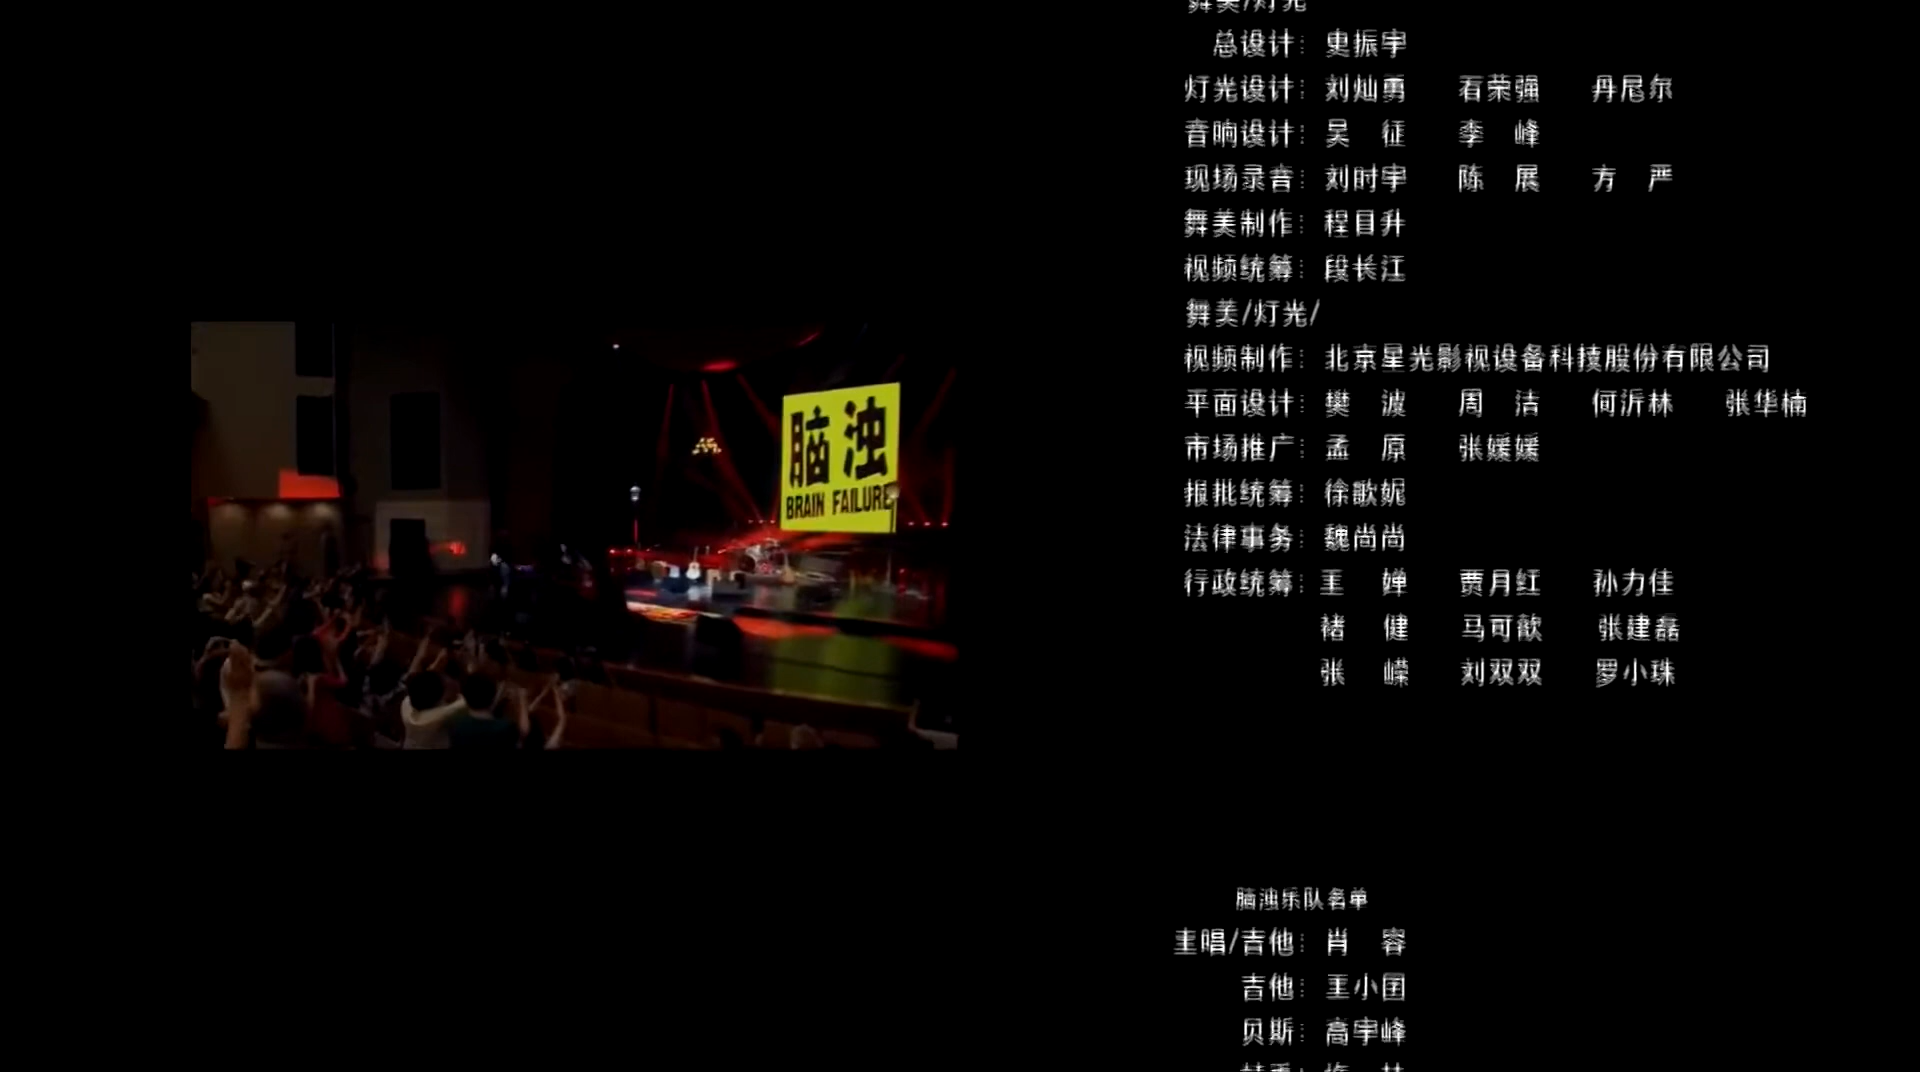 脑浊
BRAIN FAILURE
舞美/灯光
总设计：史振宇
灯光设计：刘灿勇 石荣强 丹尼尔
音响设计：吴 征 李 峰
现场录音：刘时宇 陈 展 方 严
舞美制作：程目升
视频统筹：段长江
舞美/灯光/
视频制作：北京星光影视设备科技股份有限公司
平面设计：樊 波 周 洁 何沂林 张华楠
市场推广：孟 原 张媛媛
报批统筹：徐歌妮
法律事务：魏尚尚
行政统筹：王 婵 贾月红 孙力佳
褚 健 马可歆 张建磊
张 嵘 刘双双 罗小珠
脑浊乐队名单
主唱/吉他：肖 容
吉他：王小国
贝斯：高宇峰